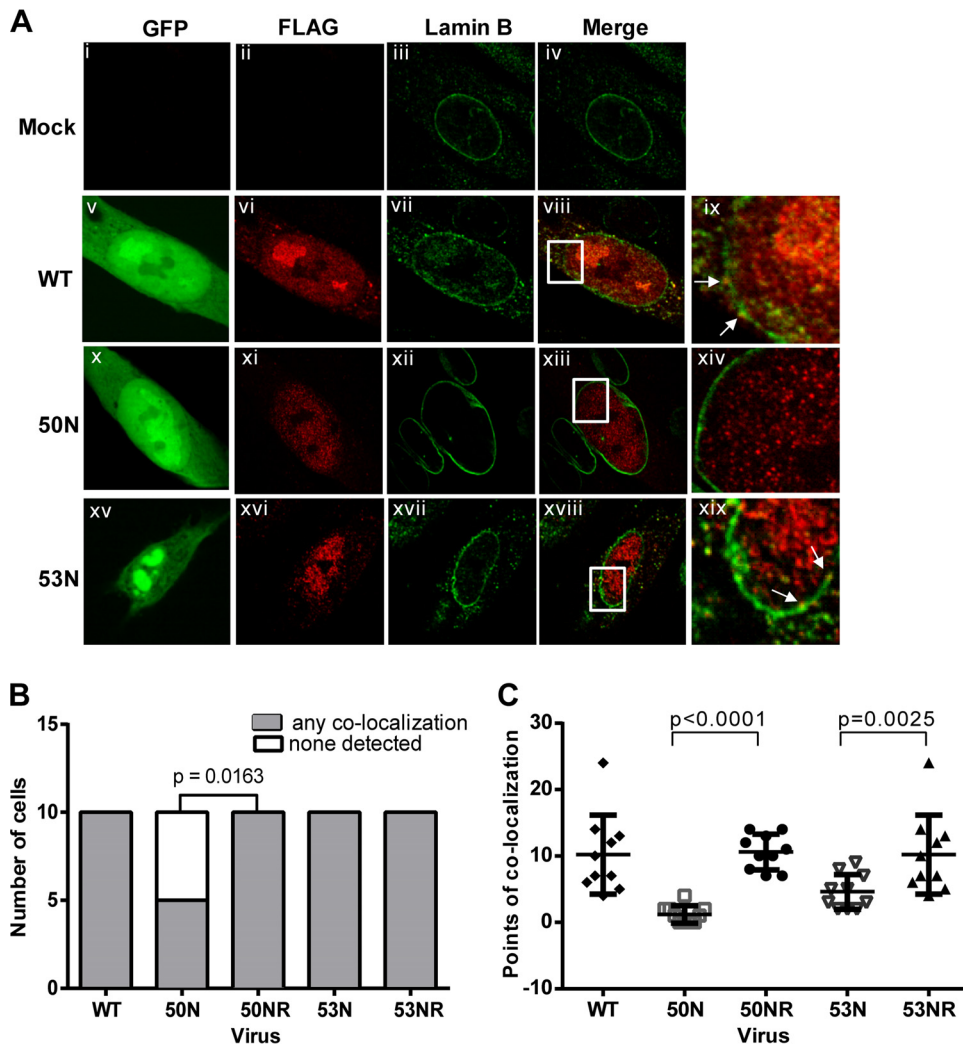 A
GFP FLAG Lamin B Merge
Mock
i ii iii iv
WT
v vi vii viii ix
50N
x xi xii xiii xiv
53N
xv xvi xvii xviii xix
B
15
10
5
0
Number of cells
any co-localization
none detected
p = 0.0163
WT 50N 50NR 53N 53NR
Virus
C
30
20
10
0
-10
Points of co-localization
p<0.0001 p=0.0025
WT 50N 50NR 53N 53NR
Virus